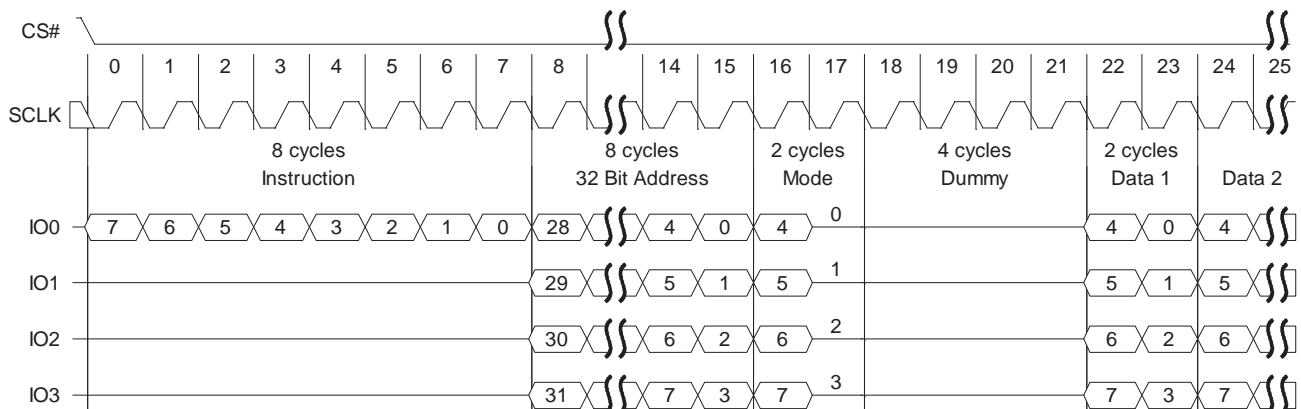 CS#
0 1 2 3 4 5 6 7 8 14 15 16 17 18 19 20 21 22 23 24 25
SCLK
8 cycles 8 cycles 2 cycles 4 cycles 2 cycles
Instruction 32 Bit Address Mode Dummy Data 1 Data 2
IO0 7 6 5 4 3 2 1 0 28 4 0 4 0 4 0 4
IO1 29 5 1 5 1 5 1 5
IO2 30 6 2 6 2 6 2 6
IO3 31 7 3 7 3 7 3 7